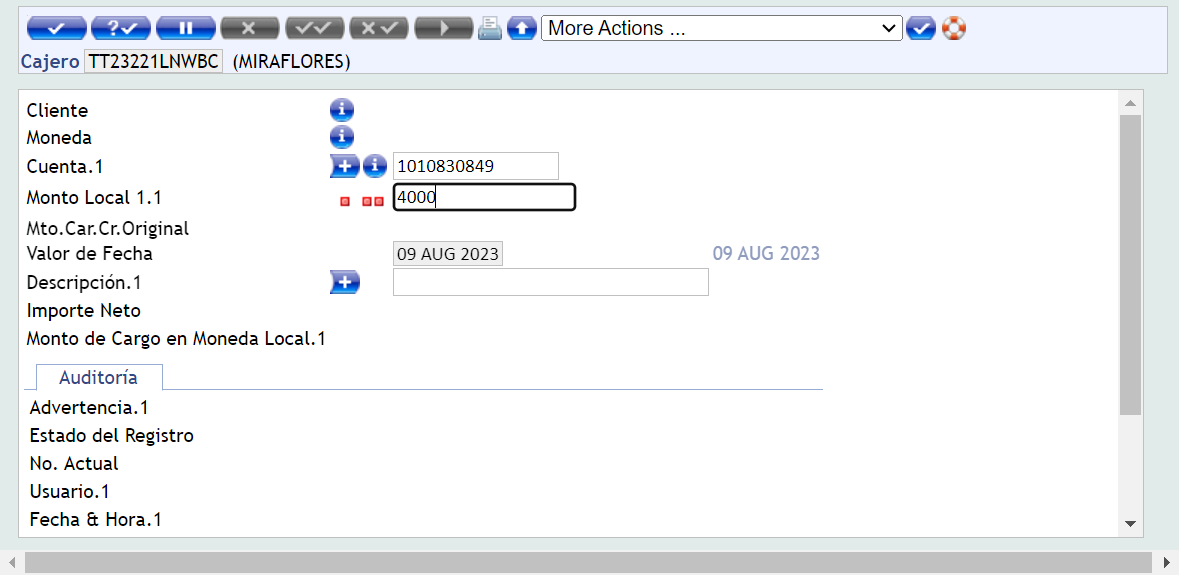 More Actions ...
Cajero TT23221LNWBC (MIRAFLORES)
Cliente
Moneda
Cuenta.1 1010830849
Monto Local 1.1 4000
Mto.Car.Cr.Original
Valor de Fecha 09 AUG 2023 09 AUG 2023
Descripción.1
Importe Neto
Monto de Cargo en Moneda Local.1
Auditoría
Advertencia.1
Estado del Registro
No. Actual
Usuario.1
Fecha & Hora.1